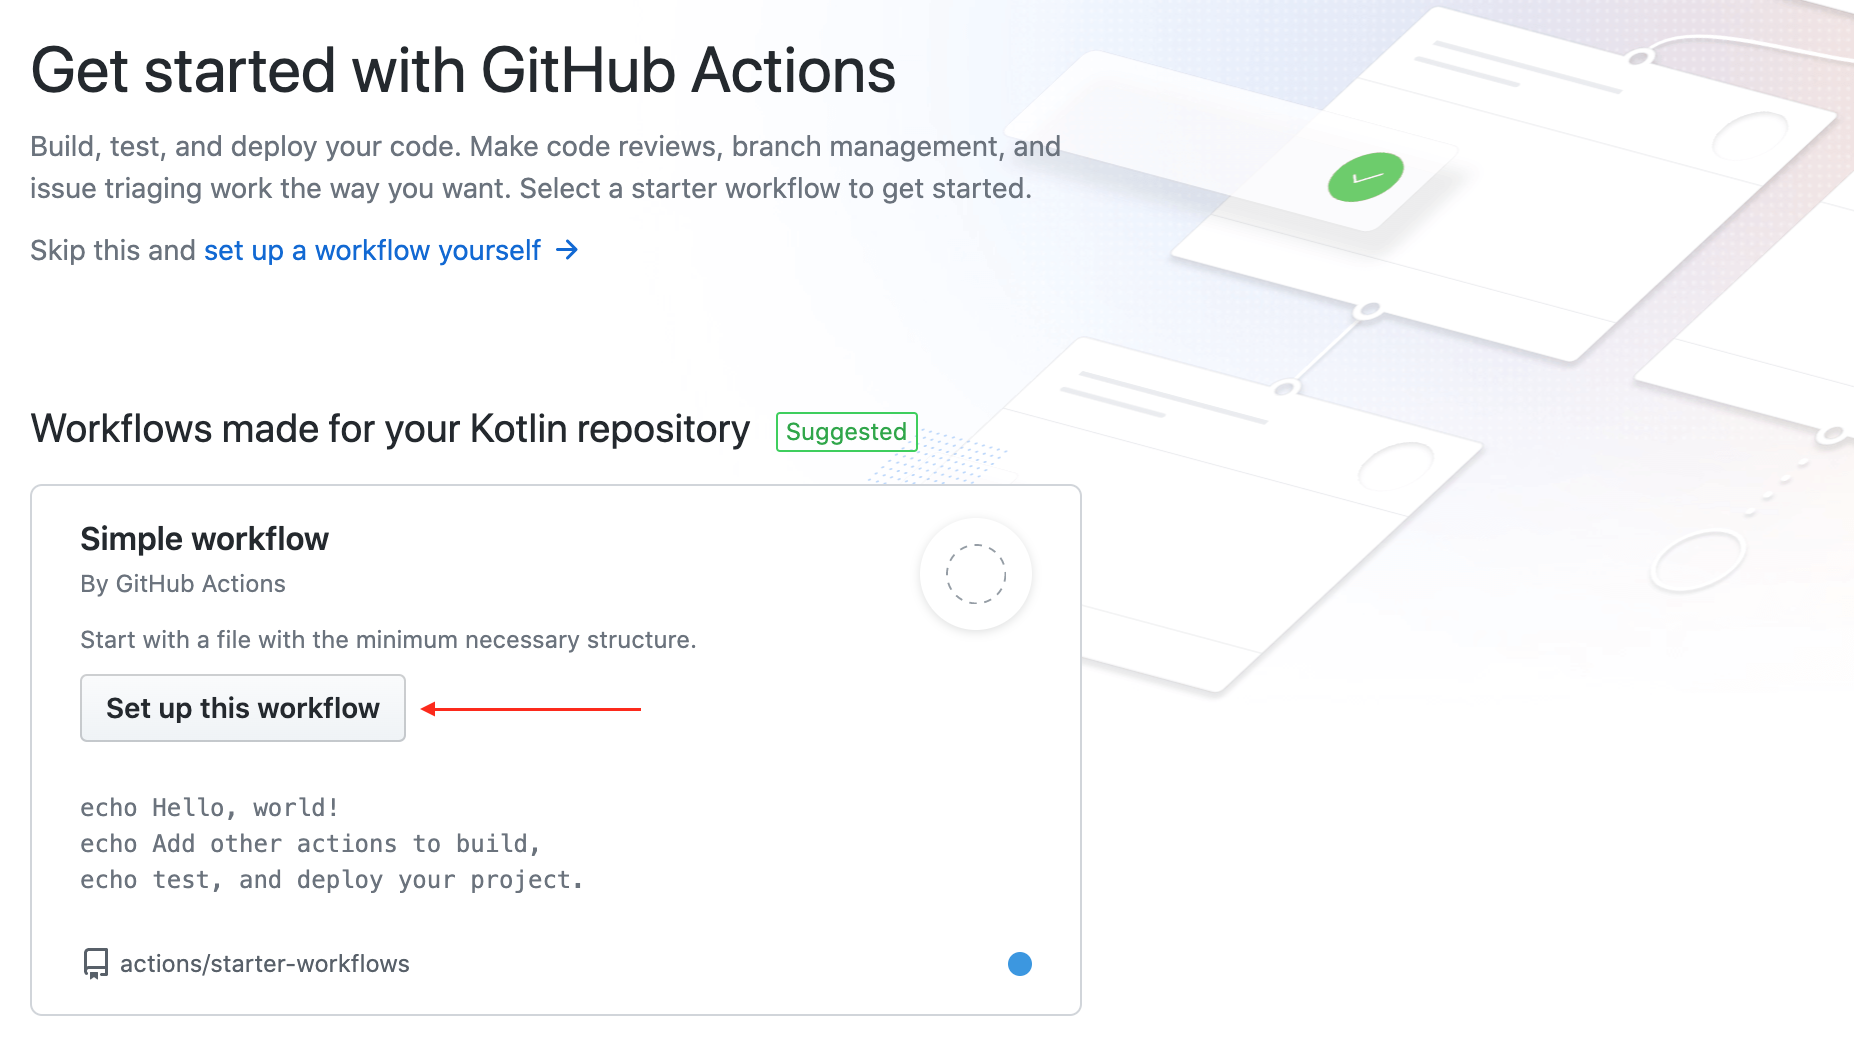 Get started with GitHub Actions
Build, test, and deploy your code. Make code reviews, branch management, and
issue triaging work the way you want. Select a starter workflow to get started.
Skip this and set up a workflow yourself →
Workflows made for your Kotlin repository Suggested
Simple workflow
By GitHub Actions
Start with a file with the minimum necessary structure.
Set up this workflow
echo Hello, world!
echo Add other actions to build,
echo test, and deploy your project.
actions/starter-workflows